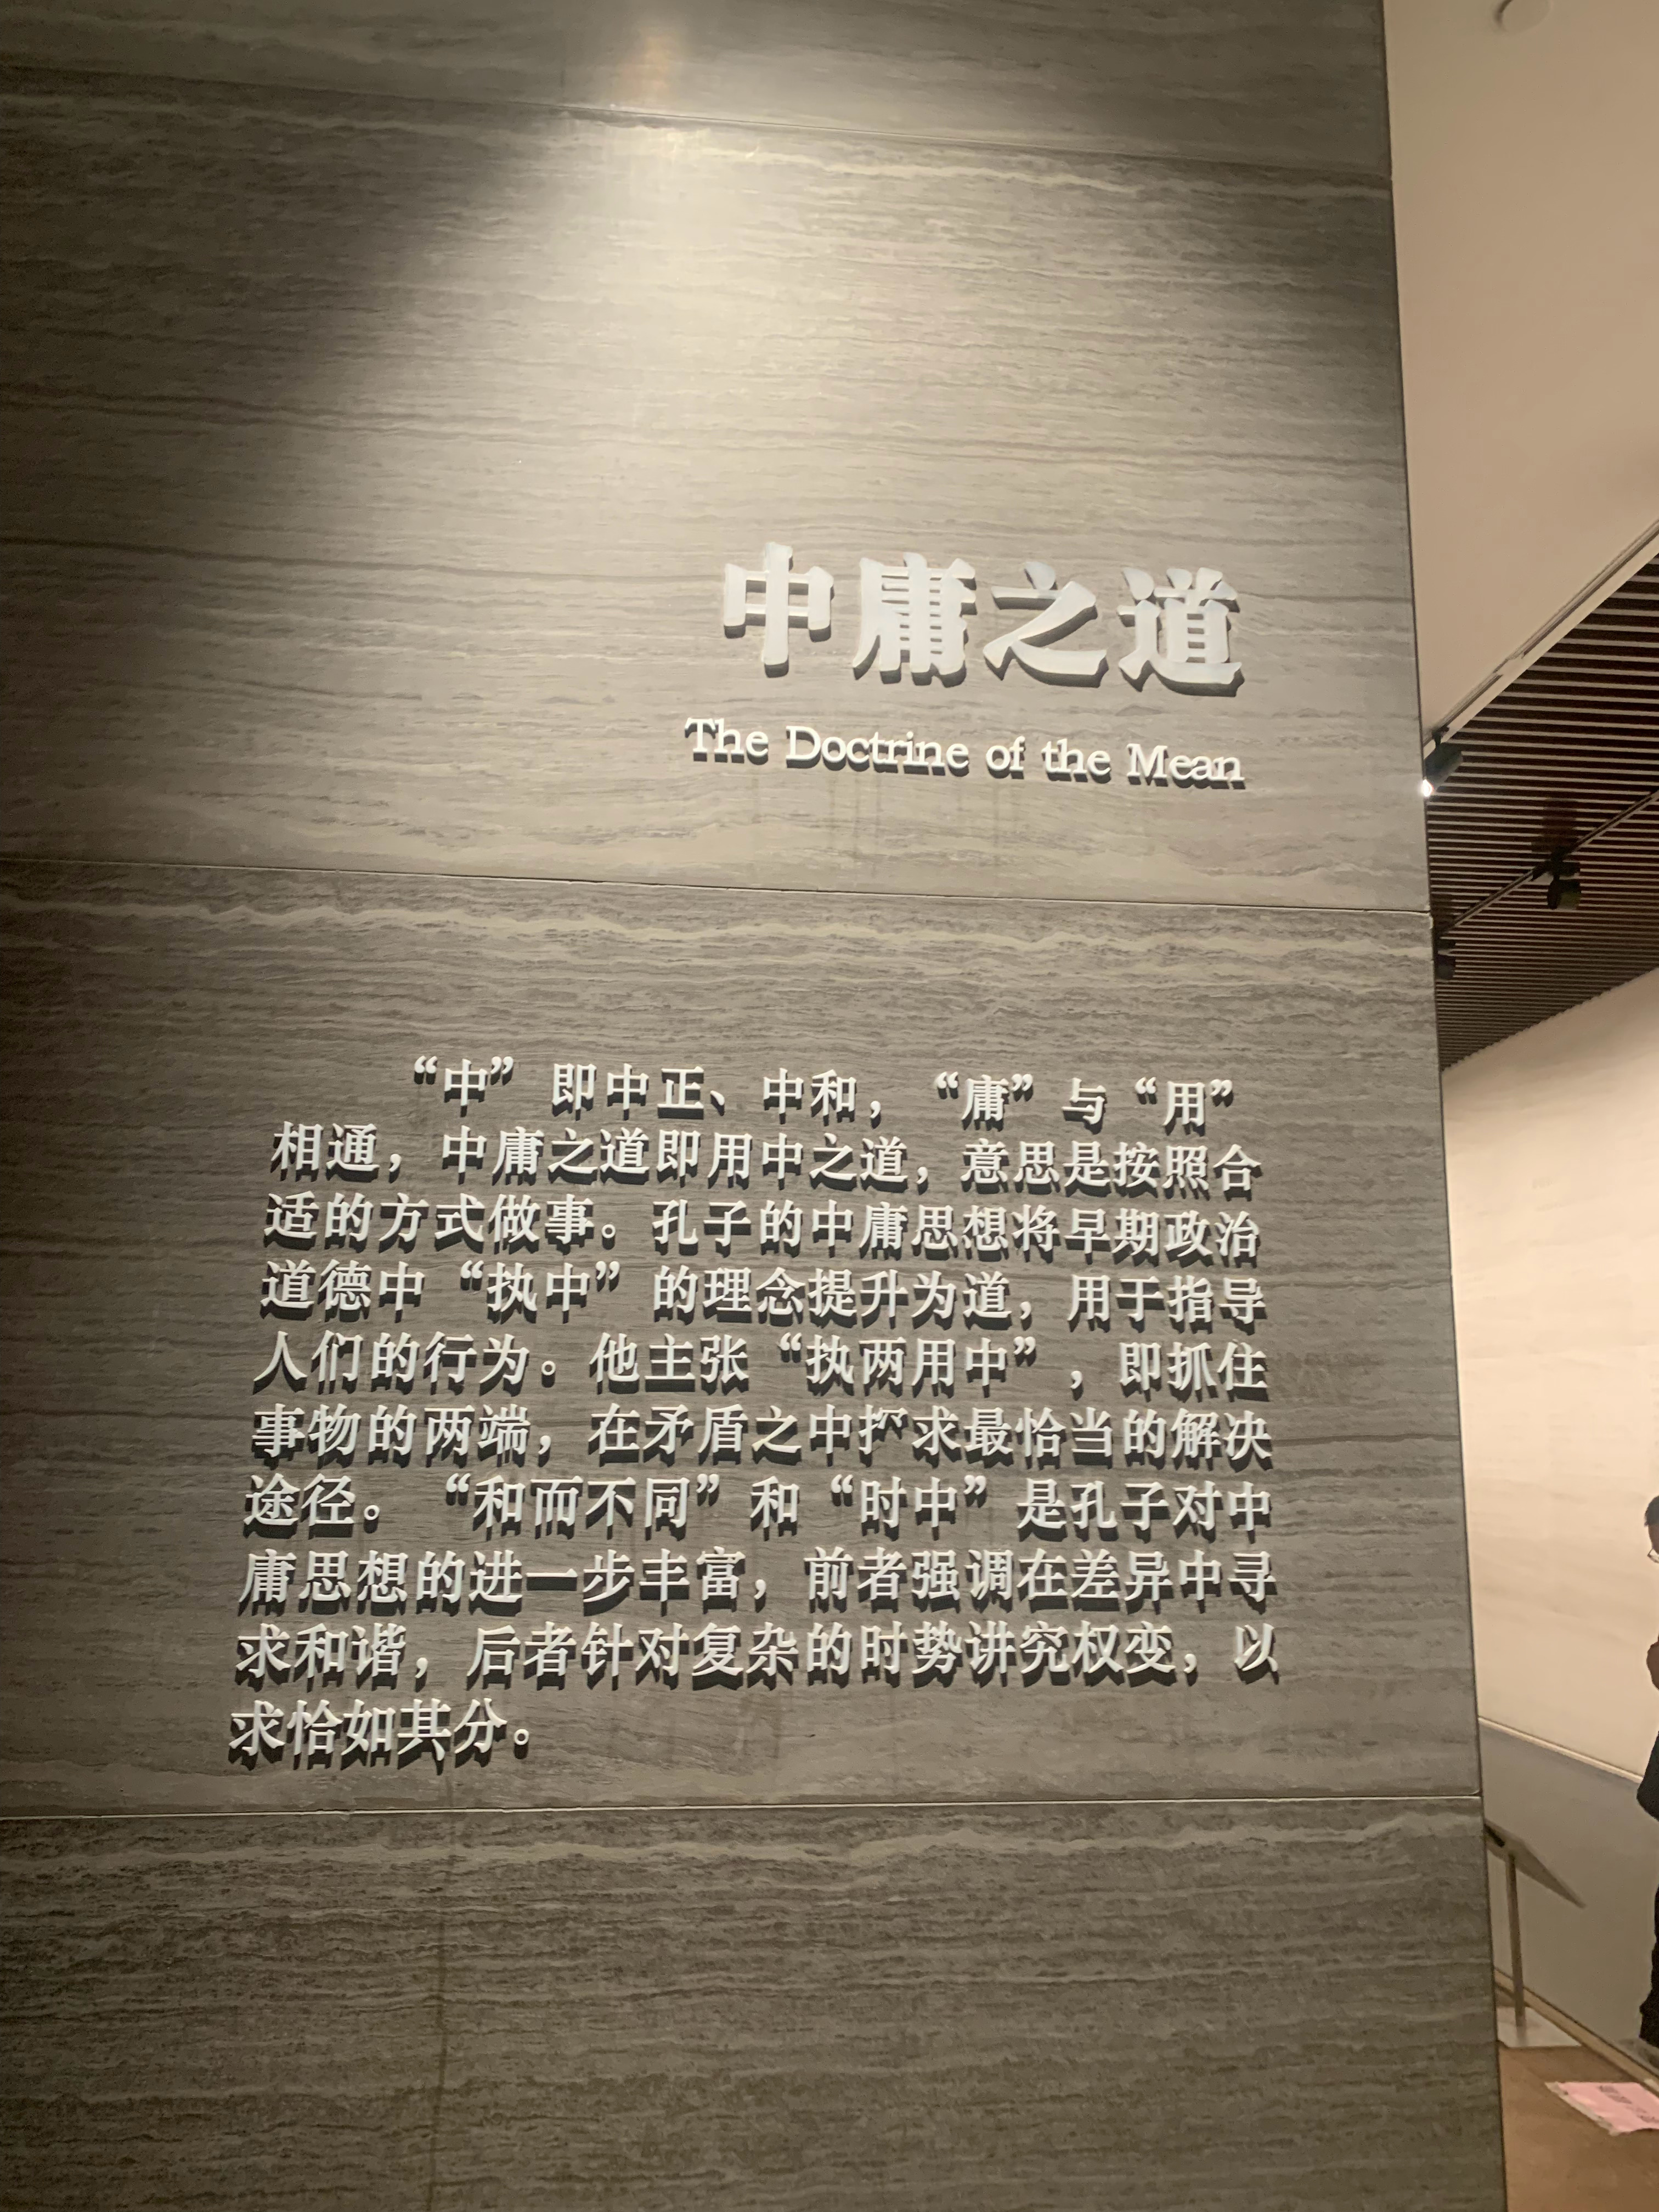 中庸之道
The Doctrine of the Mean
“中”即中正、中和，“庸”与“用”
相通，中庸之道即用中之道，意思是按照合
适的方式做事。孔子的中庸思想将早期政治
道德中“执中”的理念提升为道，用于指导
人们的行为。他主张“执两用中”，即抓住
事物的两端，在矛盾之中求最恰当的解决
途径。“和而不同”和“时中”是孔子对中
庸思想的进一步丰富，前者强调在差异中寻
求和谐，后者针对复杂的时势讲究权变，以
求恰如其分。